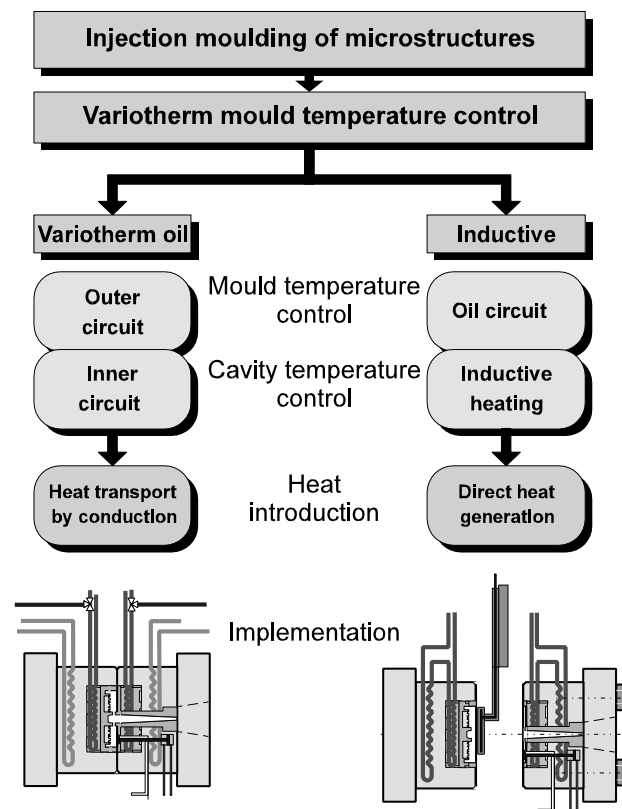 Injection moulding of microstructures
Variotherm mould temperature control
Variotherm oil
Inductive
Outer
circuit
Mould temperature
control
Oil circuit
Inner
circuit
Cavity temperature
control
Inductive
heating
Heat transport
by conduction
Heat
introduction
Direct heat
generation
Implementation